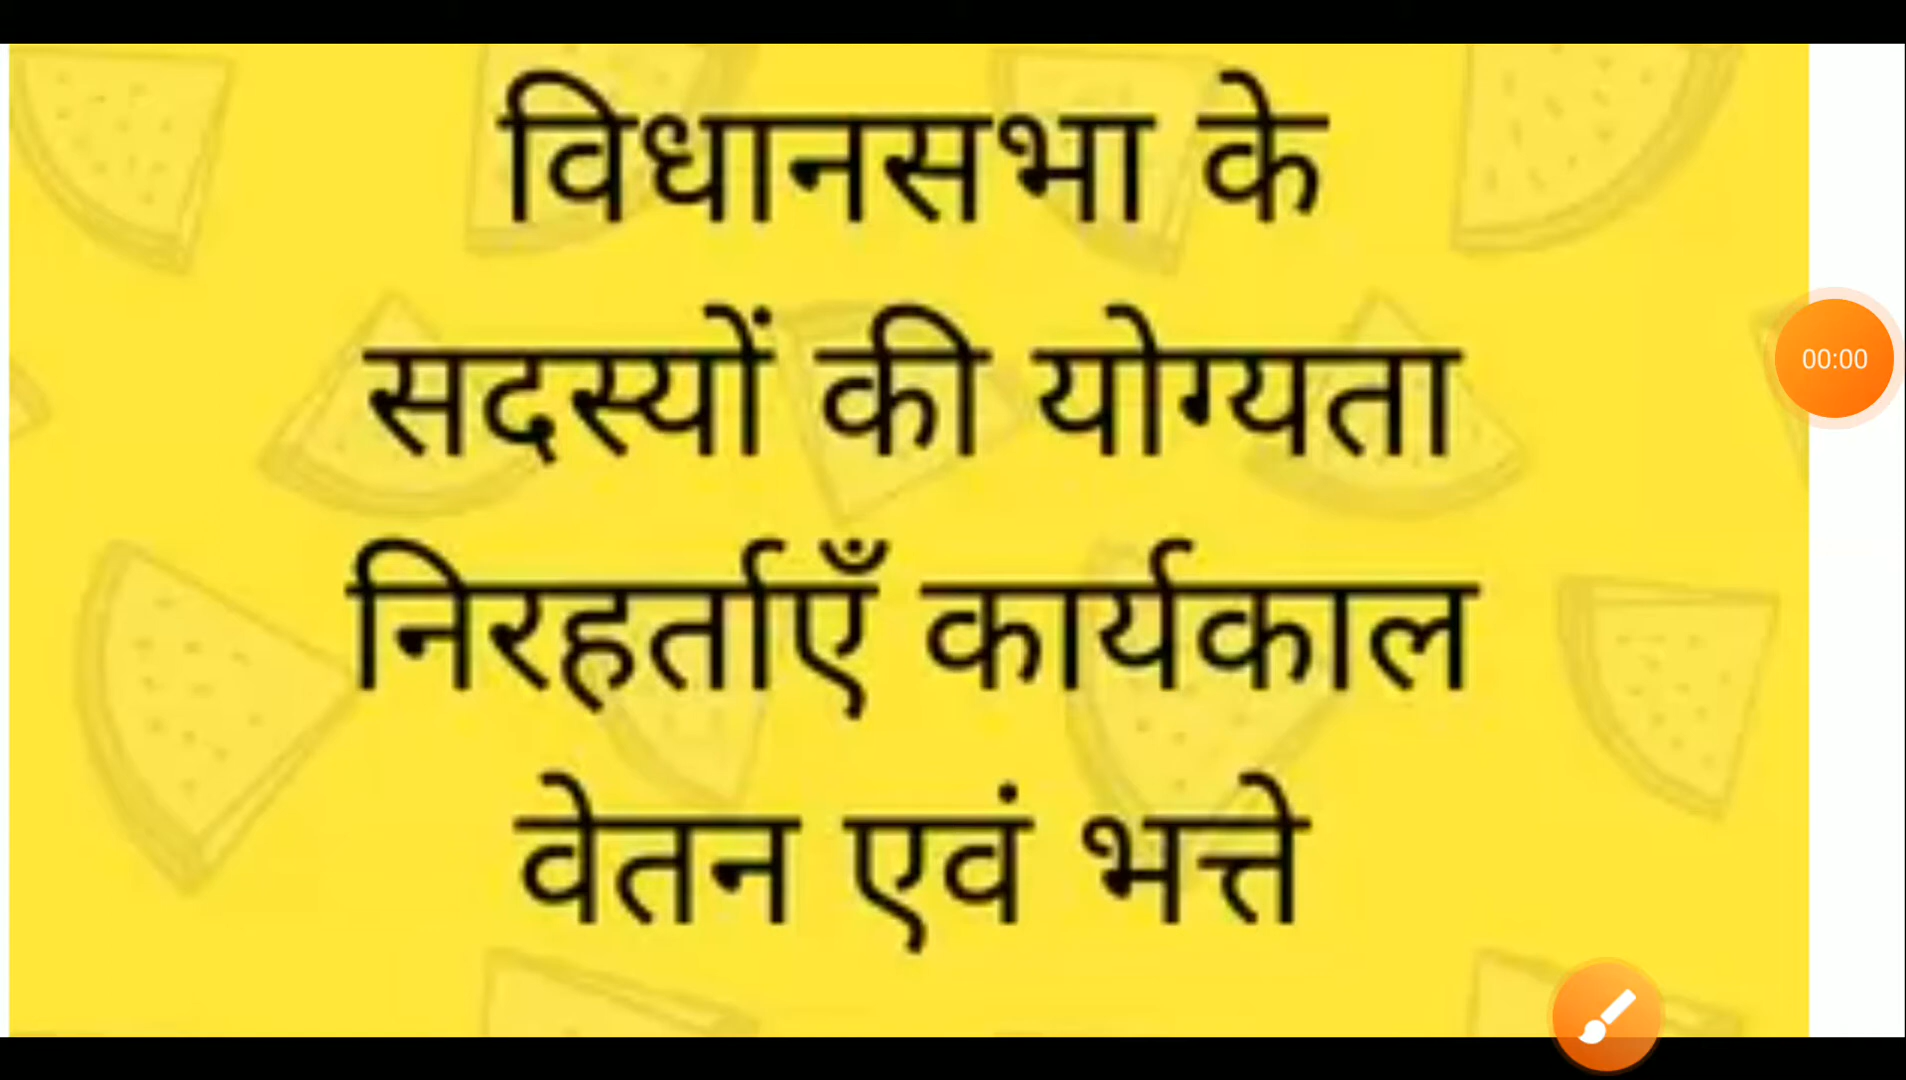 विधानसभा के
सदस्यों की योग्यता
निरहर्ताएँ कार्यकाल
वेतन एवं भत्ते
00:00